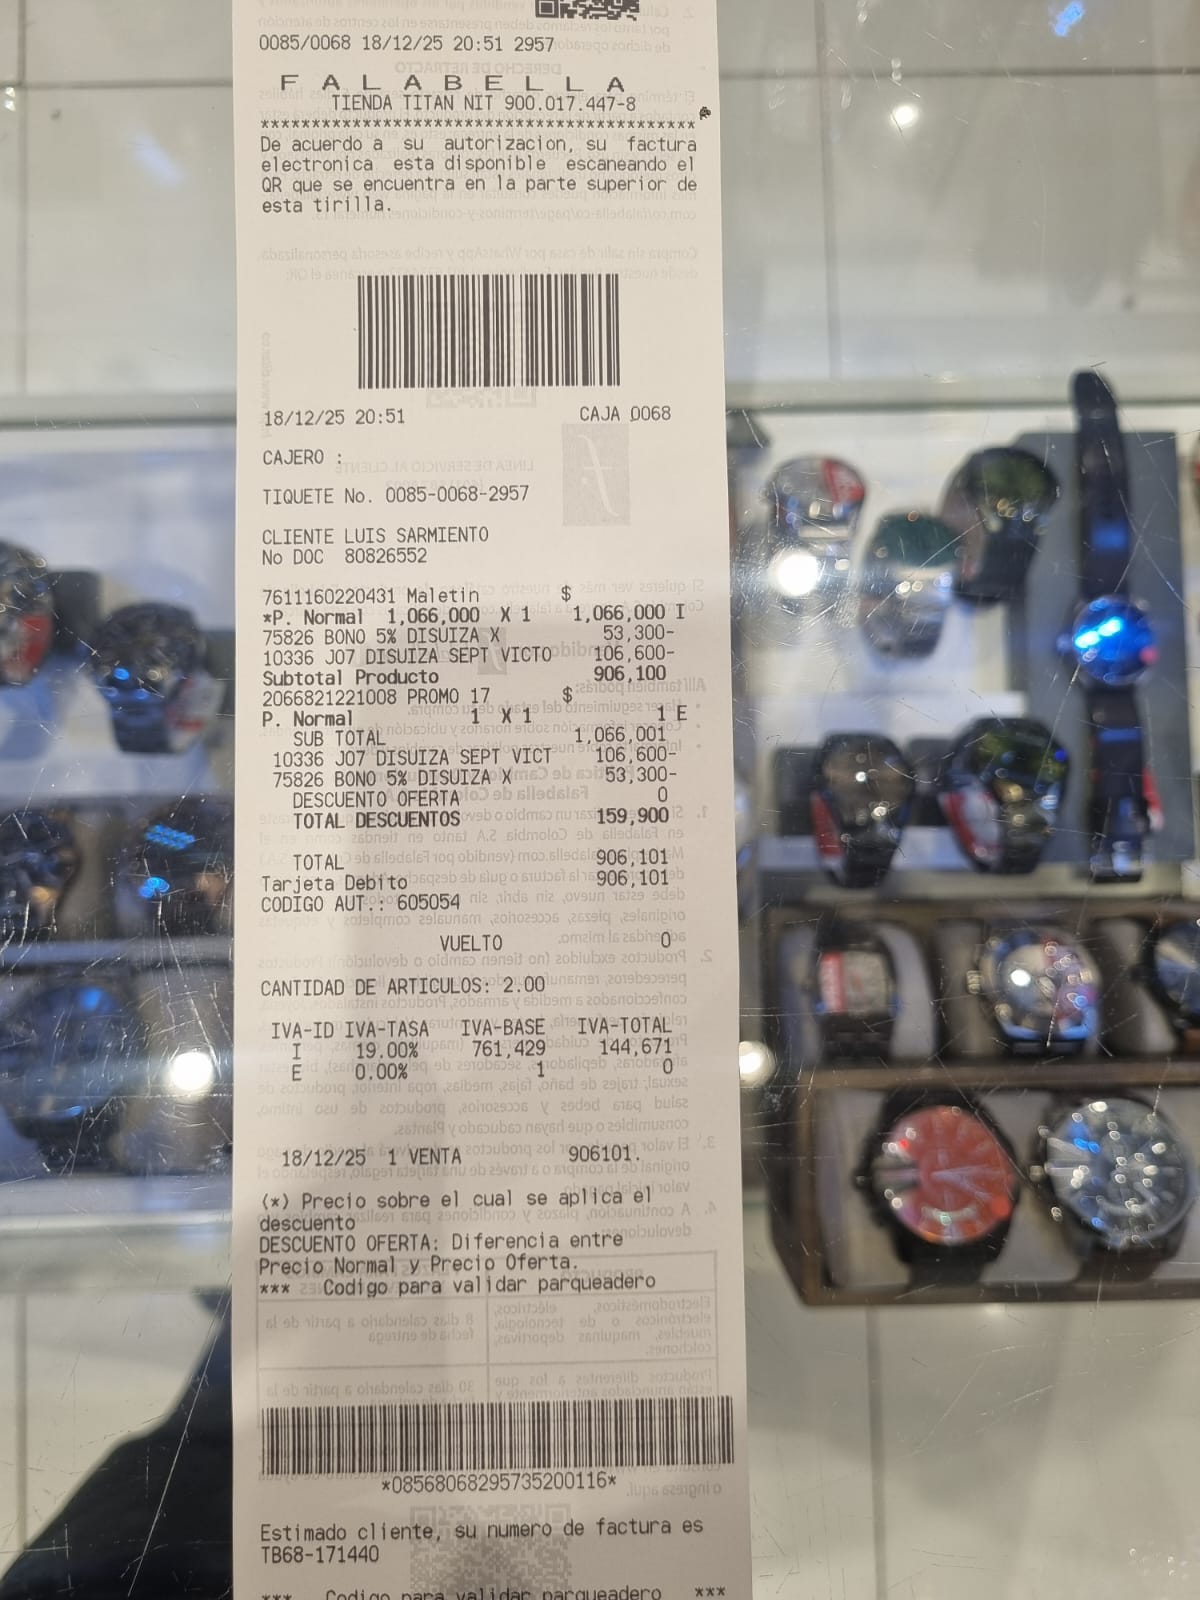 0085/0068 18/12/25 20:51 2957
F A L A B E L L A
TIENDA TITAN NIT 900.017.447-8
******************************************
De acuerdo a su autorizacion, su factura
electronica esta disponible escaneando el
QR que se encuentra en la parte superior de
esta tirilla.
18/12/25 20:51 CAJA 0068
CAJERO :
TIQUETE No. 0085-0068-2957
CLIENTE LUIS SARMIENTO
No DOC 80826552
7611160220431 Maletin $
*P. Normal 1,066,000 X 1 1,066,000 I
75826 BONO 5% DISUIZA X 53,300-
10336 J07 DISUIZA SEPT VICTO 106,600-
Subtotal Producto 906,100
2066821221008 PROMO 17 $
P. Normal 1 X 1 1 E
SUB TOTAL 1,066,001
10336 J07 DISUIZA SEPT VICT 106,600-
75826 BONO 5% DISUIZA X 53,300-
DESCUENTO OFERTA 0
TOTAL DESCUENTOS 159,900
TOTAL 906,101
Tarjeta Debito 906,101
CODIGO AUT.: 605054
VUELTO 0
CANTIDAD DE ARTICULOS: 2.00
IVA-ID IVA-TASA IVA-BASE IVA-TOTAL
I 19.00% 761,429 144,671
E 0.00% 1 0
18/12/25 1 VENTA 906101.
(*) Precio sobre el cual se aplica el
descuento
DESCUENTO OFERTA: Diferencia entre
Precio Normal y Precio Oferta.
*** Codigo para validar parqueadero
*08568068295735200116*
Estimado cliente, su numero de factura es
TB68-171440
*** Codigo para validar parqueadero ***